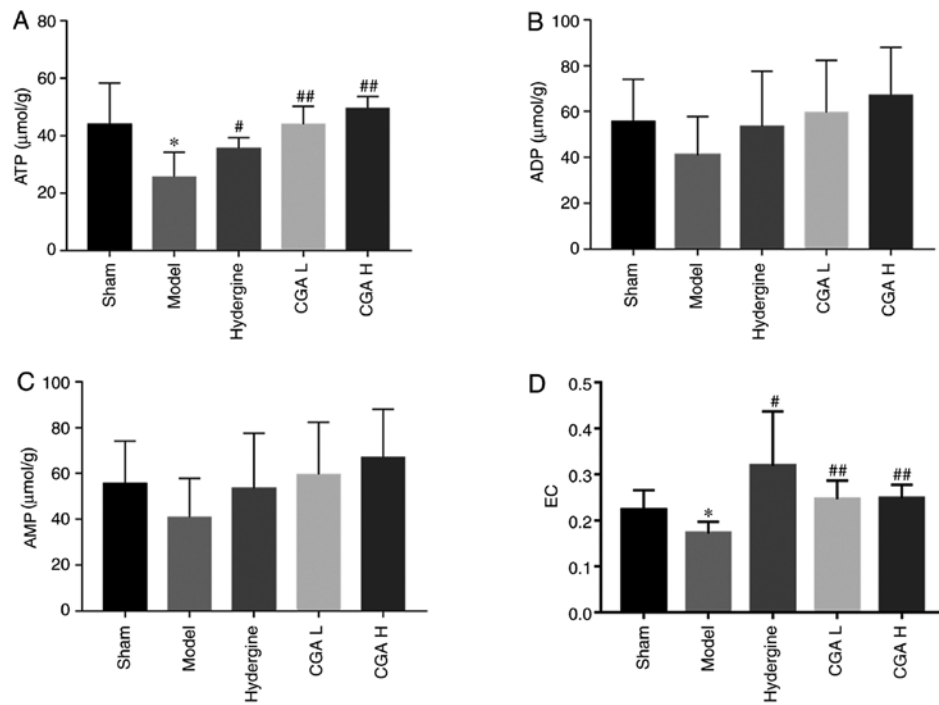 A
ATP (μmol/g)
80
60
40
20
0
*
#
##
##
Sham
Model
Hydergine
CGA L
CGA H
B
ADP (μmol/g)
100
80
60
40
20
0
Sham
Model
Hydergine
CGA L
CGA H
C
AMP (μmol/g)
100
80
60
40
20
0
Sham
Model
Hydergine
CGA L
CGA H
D
EC
0.5
0.4
0.3
0.2
0.1
0.0
*
#
##
##
Sham
Model
Hydergine
CGA L
CGA H